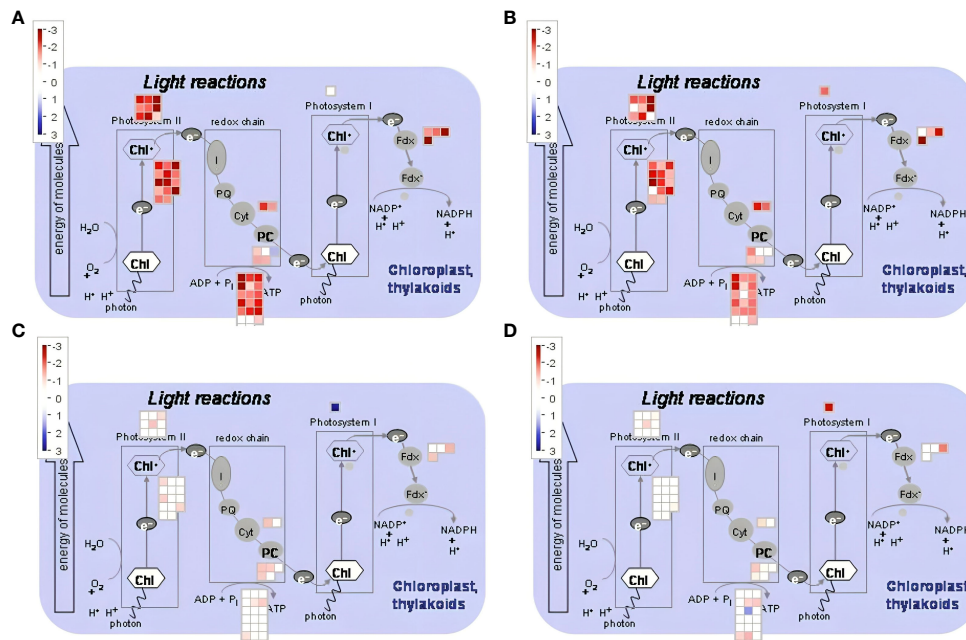 A
-3
-2
-1
0
1
2
3
Light reactions
Photosystem II
redox chain
Photosystem I
energy of molecules
Chl•
e⁻
I
PQ
Cyt
PC
e⁻
Chl•
e⁻
Fdx
Fdx⁻
H₂O
O₂
+
H⁺ H⁺
e⁻
Chl
photon
ADP + Pᵢ
ATP
e⁻
Chl
photon
NADP⁺
+
H⁺ H⁺
NADPH
+
H⁺
Chloroplast,
thylakoids
B
-3
-2
-1
0
1
2
3
Light reactions
Photosystem II
redox chain
Photosystem I
energy of molecules
Chl•
e⁻
I
PQ
Cyt
PC
e⁻
Chl•
e⁻
Fdx
Fdx⁻
H₂O
O₂
+
H⁺ H⁺
e⁻
Chl
photon
ADP + Pᵢ
ATP
e⁻
Chl
photon
NADP⁺
+
H⁺ H⁺
NADPH
+
H⁺
Chloroplast,
thylakoids
C
-3
-2
-1
0
1
2
3
Light reactions
Photosystem II
redox chain
Photosystem I
energy of molecules
Chl•
e⁻
I
PQ
Cyt
PC
e⁻
Chl•
e⁻
Fdx
Fdx⁻
H₂O
O₂
+
H⁺ H⁺
e⁻
Chl
photon
ADP + Pᵢ
ATP
e⁻
Chl
photon
NADP⁺
+
H⁺ H⁺
NADPH
+
H⁺
Chloroplast,
thylakoids
D
-3
-2
-1
0
1
2
3
Light reactions
Photosystem II
redox chain
Photosystem I
energy of molecules
Chl•
e⁻
I
PQ
Cyt
PC
e⁻
Chl•
e⁻
Fdx
Fdx⁻
H₂O
O₂
+
H⁺ H⁺
e⁻
Chl
photon
ADP + Pᵢ
ATP
e⁻
Chl
photon
NADP⁺
+
H⁺ H⁺
NADPH
+
H⁺
Chloroplast,
thylakoids